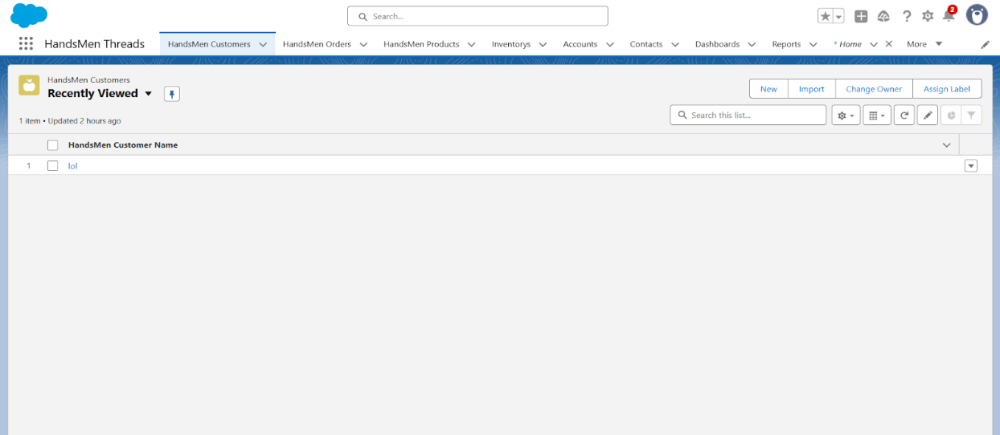 Search...
2
HandsMen Threads
HandsMen Customers
HandsMen Orders
HandsMen Products
Inventorys
Accounts
Contacts
Dashboards
Reports
* Home
More
HandsMen Customers
Recently Viewed
New
Import
Change Owner
Assign Label
1 item • Updated 2 hours ago
Search this list...
HandsMen Customer Name
1
lol